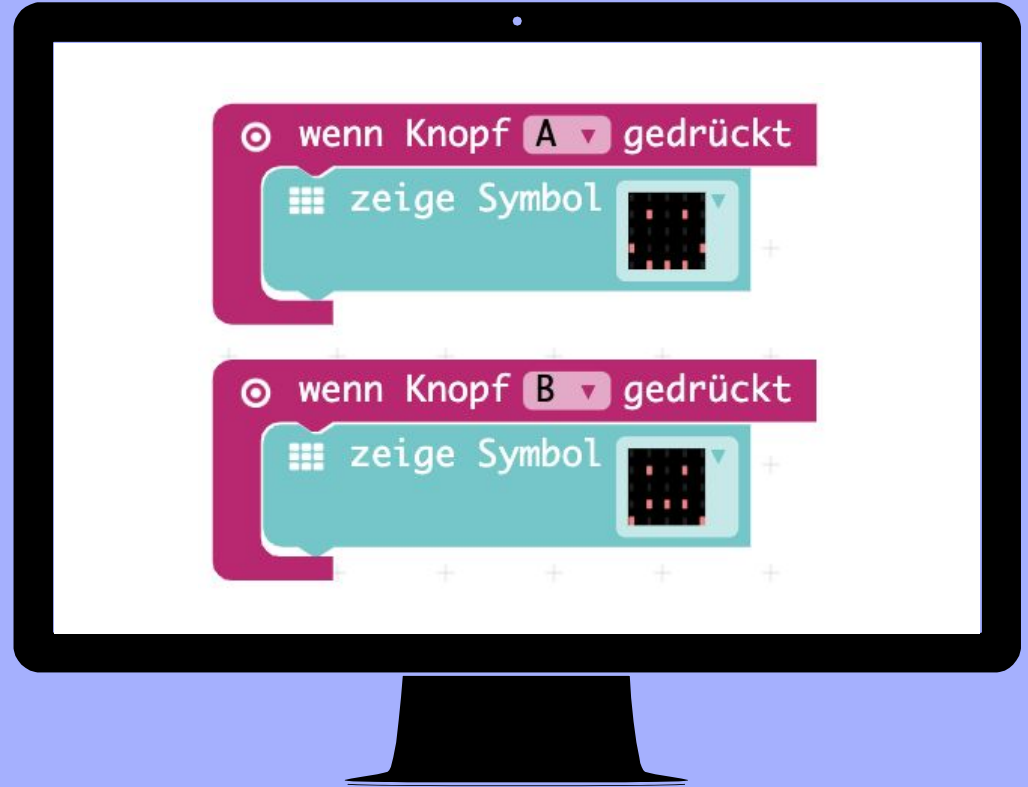 wenn Knopf A gedrückt
zeige Symbol
wenn Knopf B gedrückt
zeige Symbol